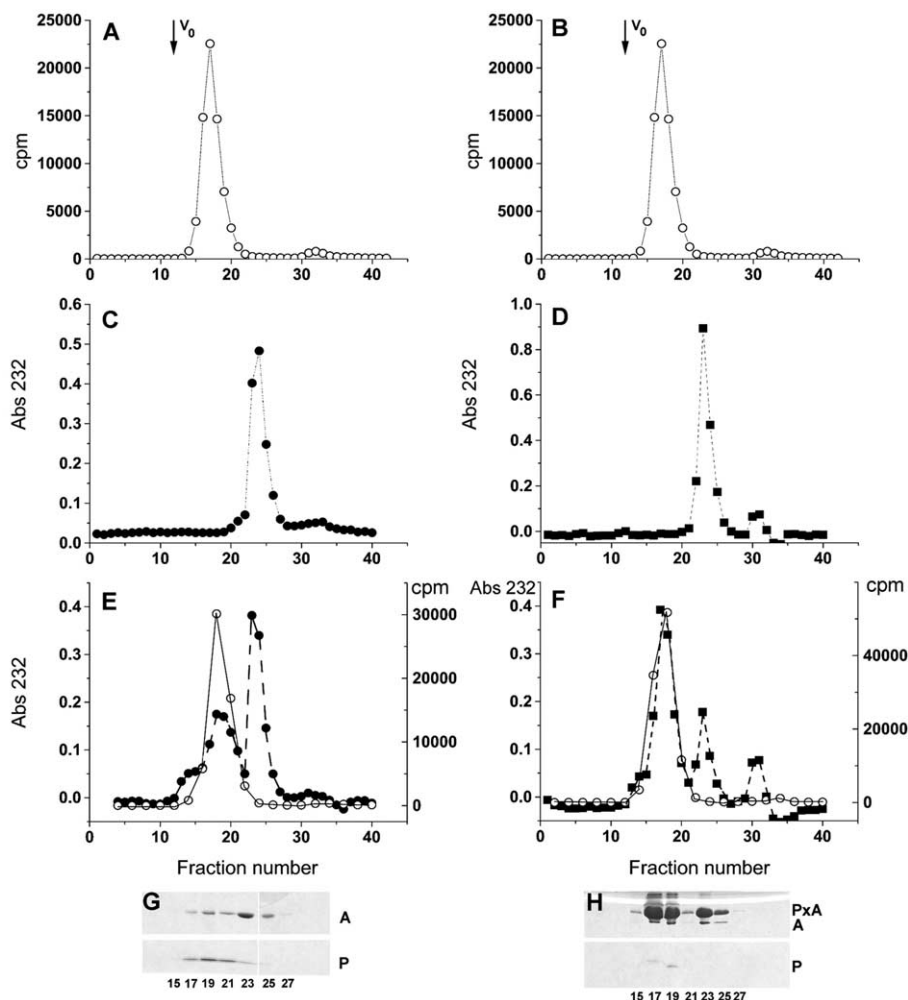 A
V0
25000
20000
15000
10000
5000
0
cpm
0 10 20 30 40
B
V0
25000
20000
15000
10000
5000
0
cpm
0 10 20 30 40
C
0.6
0.5
0.4
0.3
0.2
0.1
0.0
Abs 232
0 10 20 30 40
D
1.0
0.8
0.6
0.4
0.2
0.0
Abs 232
0 10 20 30 40
E
0.4
0.3
0.2
0.1
0.0
Abs 232
cpm
30000
20000
10000
0
0 10 20 30 40
Fraction number
F
Abs 232
0.4
0.3
0.2
0.1
0.0
cpm
40000
20000
0
0 10 20 30 40
Fraction number
G
A
P
15 17 19 21 23 25 27
H
PxA
A
P
15 17 19 21 23 25 27